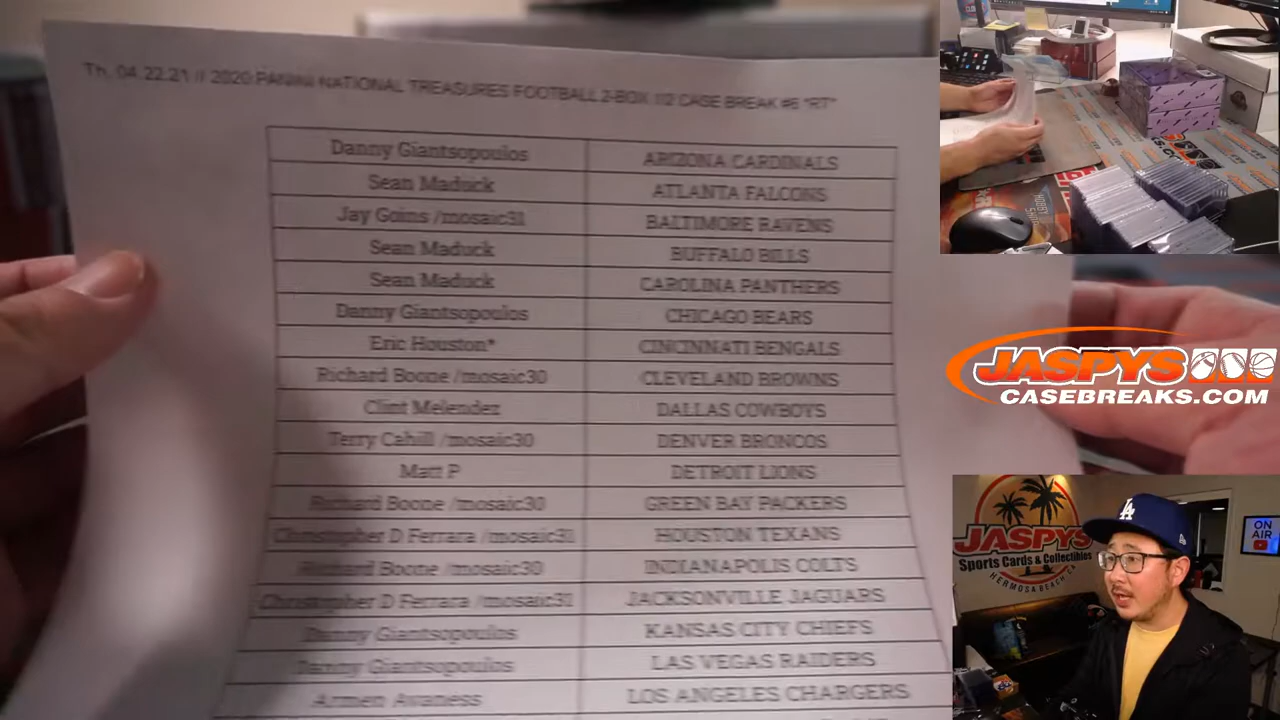 Th. 04.22.21 // 2020 PANINI NATIONAL TREASURES FOOTBALL 2-BOX 1/2 CASE BREAK #6 "RT"
Danny Giantsopoulos ARIZONA CARDINALS
Sean Maduck ATLANTA FALCONS
Jay Goins /mosaic31 BALTIMORE RAVENS
Sean Maduck BUFFALO BILLS
Sean Maduck CAROLINA PANTHERS
Danny Giantsopoulos CHICAGO BEARS
Eric Houston* CINCINNATI BENGALS
Richard Boone /mosaic30 CLEVELAND BROWNS
Clint Melendez DALLAS COWBOYS
Terry Cahill /mosaic30 DENVER BRONCOS
Matt P DETROIT LIONS
Richard Boone /mosaic30 GREEN BAY PACKERS
Christopher D Ferrara /mosaic31 HOUSTON TEXANS
Richard Boone /mosaic30 INDIANAPOLIS COLTS
Christopher D Ferrara /mosaic31 JACKSONVILLE JAGUARS
Danny Giantsopoulos KANSAS CITY CHIEFS
Danny Giantsopoulos LAS VEGAS RAIDERS
Armen Avaness LOS ANGELES CHARGERS
JASPYS
CASEBREAKS.COM
JASPYS
Sports Cards & Collectibles
HERMOSA BEACH, CA
LA
ON
AIR